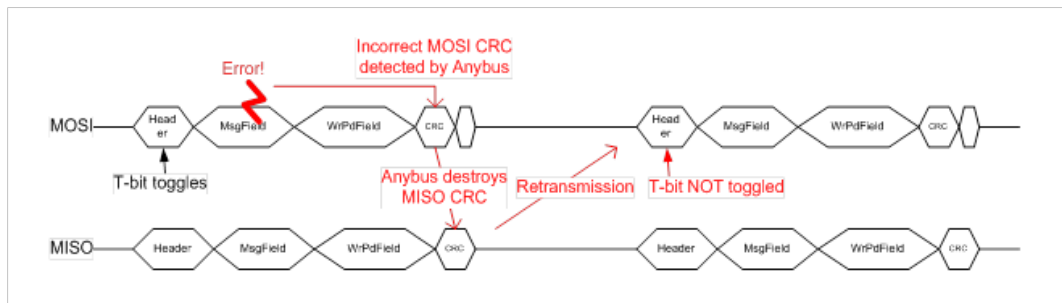 Incorrect MOSI CRC
detected by Anybus
Error!
MOSI
Head
er
MsgField
WrPdField
CRC
Head
er
MsgField
WrPdField
CRC
T-bit toggles
Anybus destroys
MISO CRC
Retransmission
T-bit NOT toggled
MISO
Header
MsgField
WrPdField
CRC
Header
MsgField
WrPdField
CRC